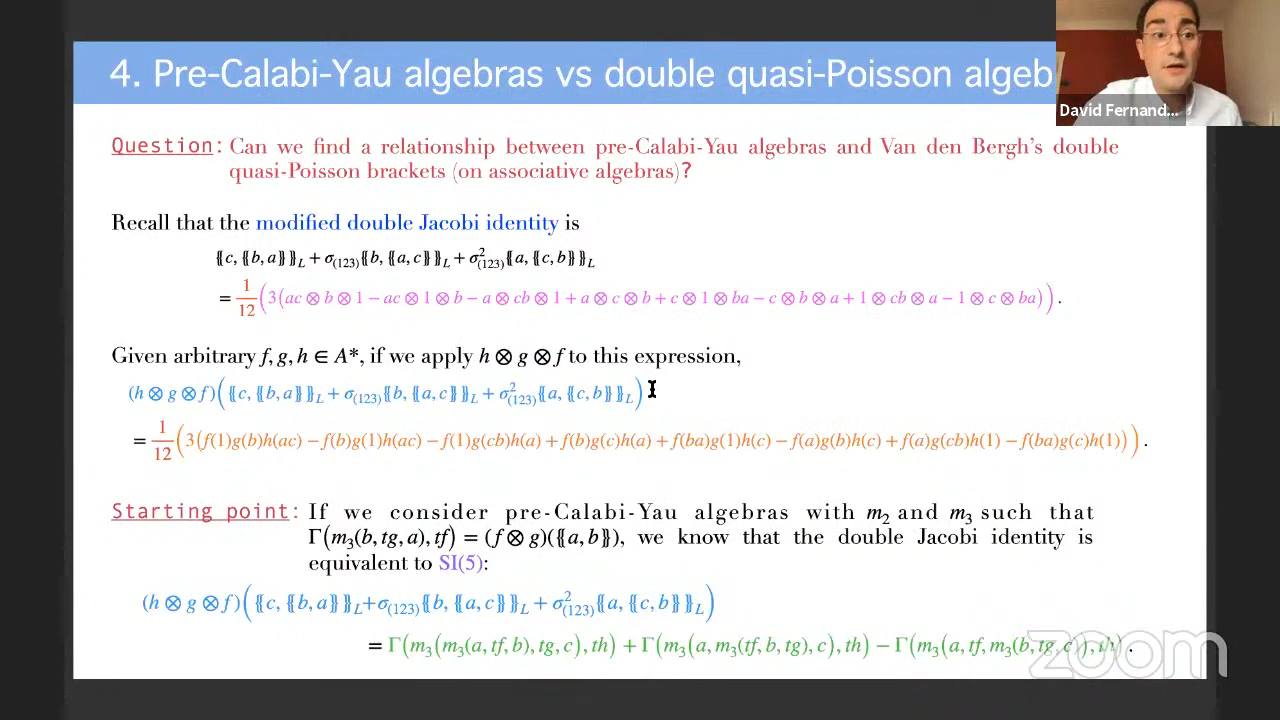 4. Pre-Calabi-Yau algebras vs double quasi-Poisson algeb
David Fernand...
Question: Can we find a relationship between pre-Calabi-Yau algebras and Van den Bergh's double
quasi-Poisson brackets (on associative algebras)?
Recall that the modified double Jacobi identity is
⦃c, ⦃b, a⦄⦄_L + σ_(123)⦃b, ⦃a, c⦄⦄_L + σ²_(123)⦃a, ⦃c, b⦄⦄_L
= 1/12 (3(ac ⊗ b ⊗ 1 − ac ⊗ 1 ⊗ b − a ⊗ cb ⊗ 1 + a ⊗ c ⊗ b + c ⊗ 1 ⊗ ba − c ⊗ b ⊗ a + 1 ⊗ cb ⊗ a − 1 ⊗ c ⊗ ba)) .
Given arbitrary f, g, h ∈ A*, if we apply h ⊗ g ⊗ f to this expression,
(h ⊗ g ⊗ f)(⦃c, ⦃b, a⦄⦄_L + σ_(123)⦃b, ⦃a, c⦄⦄_L + σ²_(123)⦃a, ⦃c, b⦄⦄_L)
= 1/12 (3(f(1)g(b)h(ac) − f(b)g(1)h(ac) − f(1)g(cb)h(a) + f(b)g(c)h(a) + f(ba)g(1)h(c) − f(a)g(b)h(c) + f(a)g(cb)h(1) − f(ba)g(c)h(1))) .
Starting point: If we consider pre-Calabi-Yau algebras with m₂ and m₃ such that
Γ(m₃(b, tg, a), tf) = (f ⊗ g)(⦃a, b⦄), we know that the double Jacobi identity is
equivalent to SI(5):
(h ⊗ g ⊗ f)(⦃c, ⦃b, a⦄⦄_L + σ_(123)⦃b, ⦃a, c⦄⦄_L + σ²_(123)⦃a, ⦃c, b⦄⦄_L)
= Γ(m₃(m₃(a, tf, b), tg, c), th) + Γ(m₃(a, m₃(tf, b, tg), c), th) − Γ(m₃(a, tf, m₃(b, tg, c)), th) .
zoom